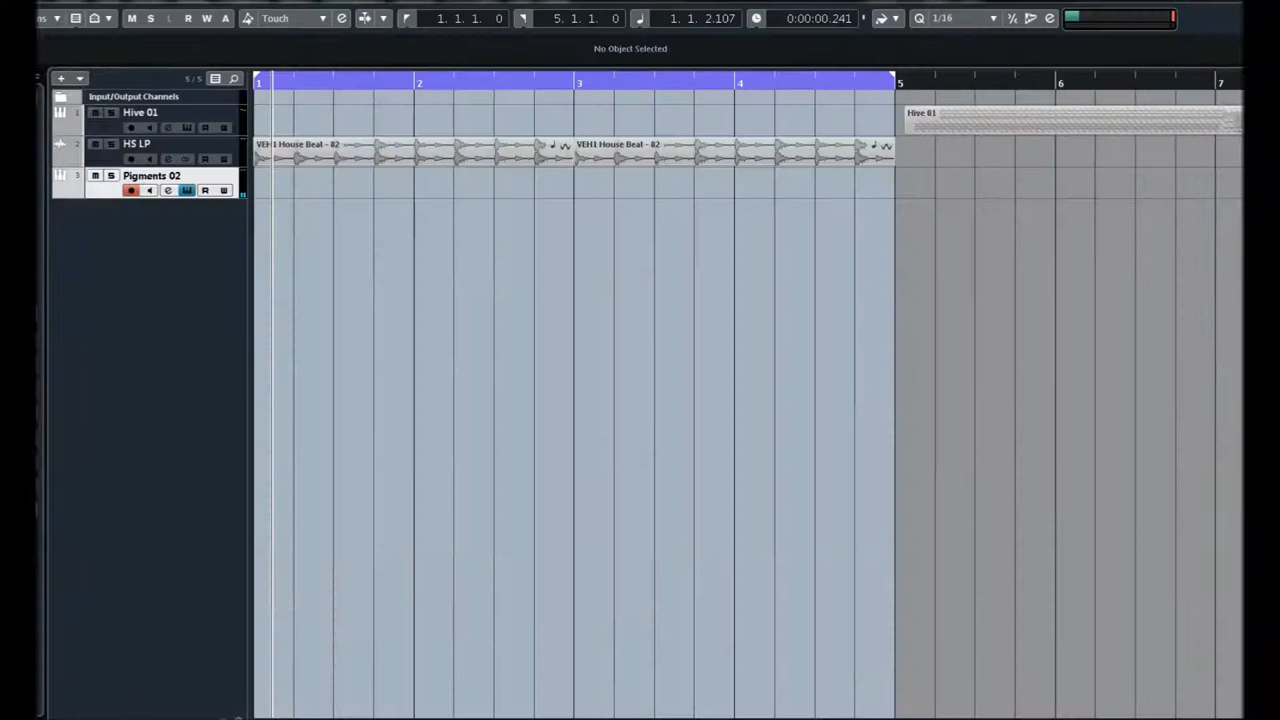 ns M S L R W A Touch 1. 1. 1. 0 5. 1. 1. 0 1. 1. 2.107 0:00:00.241 Q 1/16
No Object Selected
5/5 1 2 3 4 5 6 7
Input/Output Channels
1 Hive 01 Hive 01
R W
2 HS LP VEH1 House Beat - 82 VEH1 House Beat - 82
R W
3 Pigments 02
R W